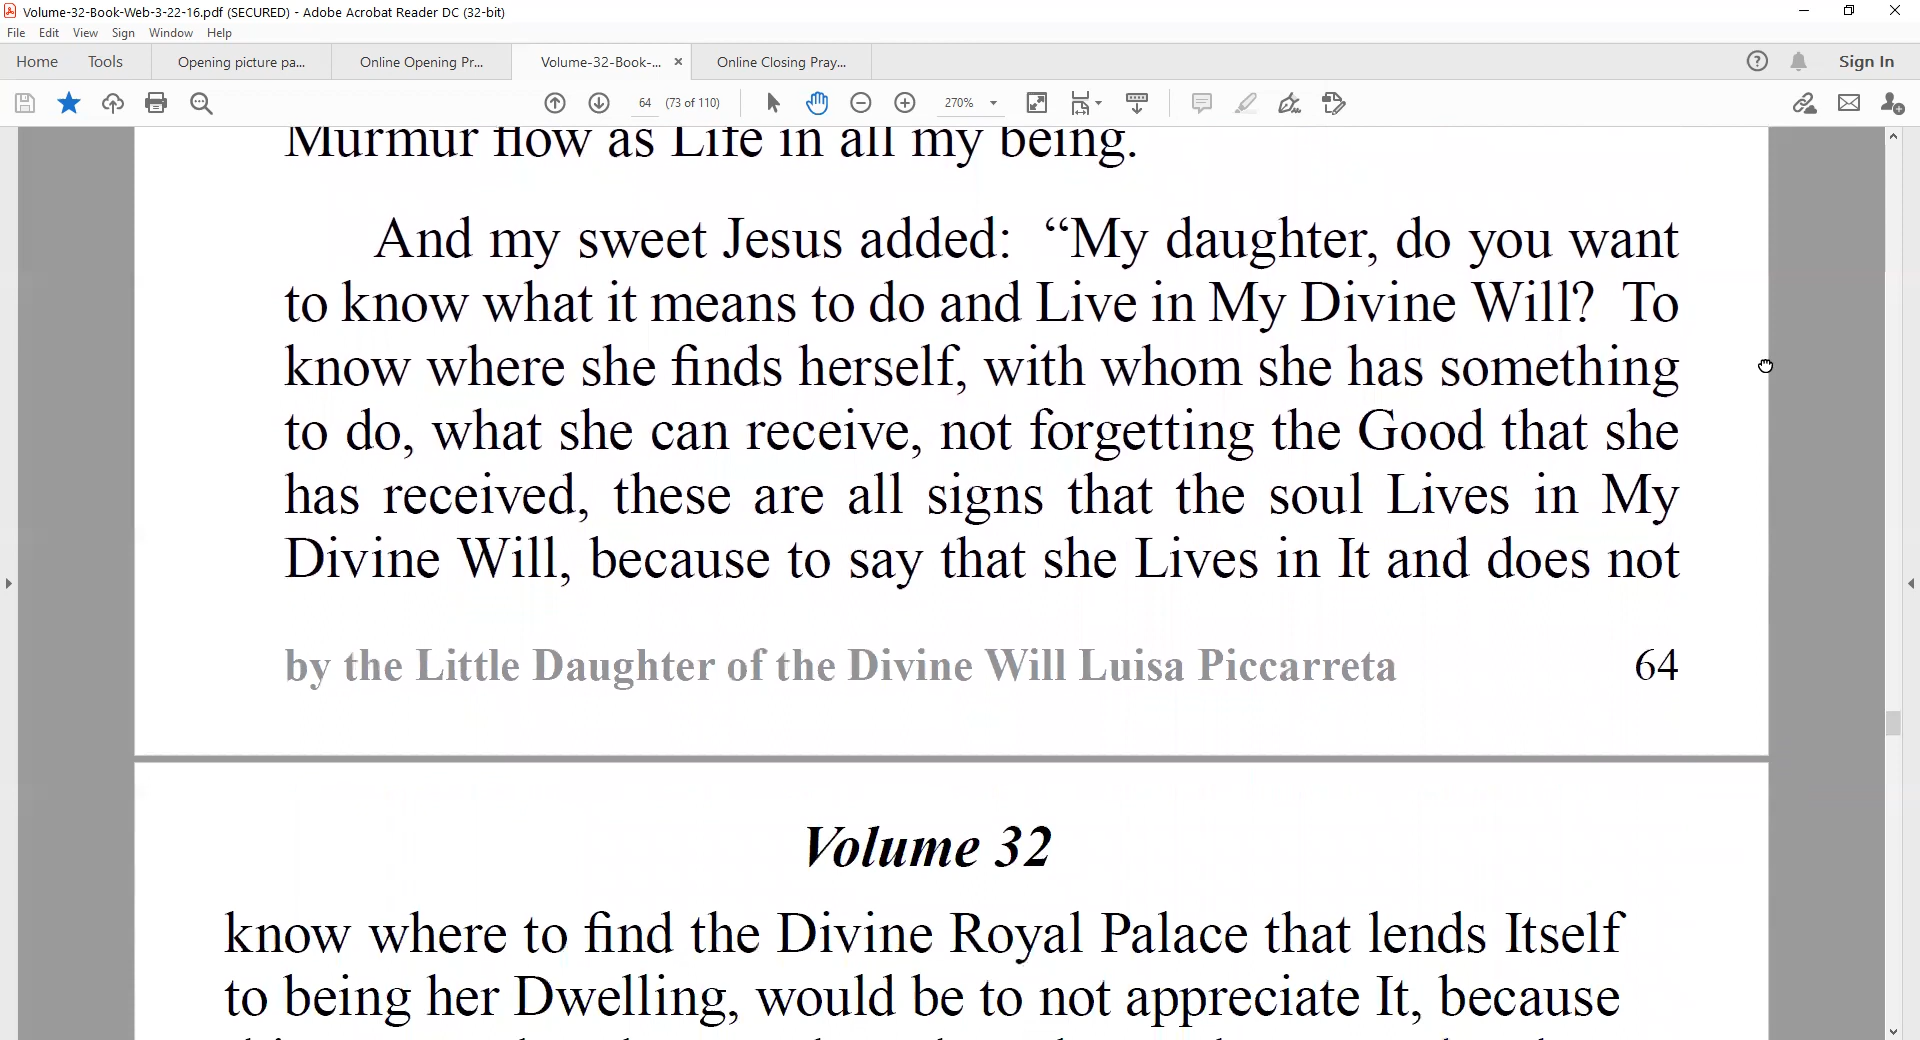 Volume-32-Book-Web-3-22-16.pdf (SECURED) - Adobe Acrobat Reader DC (32-bit)
File Edit View Sign Window Help
Home Tools Opening picture pa... Online Opening Pr... Volume-32-Book-... Online Closing Pray... Sign In
64 (73 of 110) 270%
Murmur flow as Life in all my being.
And my sweet Jesus added: “My daughter, do you want
to know what it means to do and Live in My Divine Will? To
know where she finds herself, with whom she has something
to do, what she can receive, not forgetting the Good that she
has received, these are all signs that the soul Lives in My
Divine Will, because to say that she Lives in It and does not
by the Little Daughter of the Divine Will Luisa Piccarreta 64
Volume 32
know where to find the Divine Royal Palace that lends Itself
to being her Dwelling, would be to not appreciate It, because